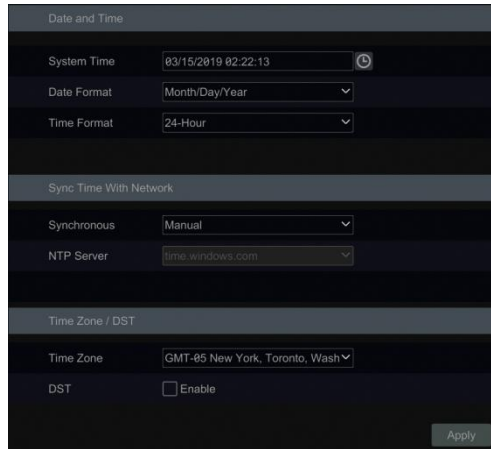 Date and Time
System Time 03/15/2019 02:22:13
Date Format Month/Day/Year
Time Format 24-Hour
Sync Time With Network
Synchronous Manual
NTP Server time.windows.com
Time Zone / DST
Time Zone GMT-05 New York, Toronto, Wash
DST Enable
Apply